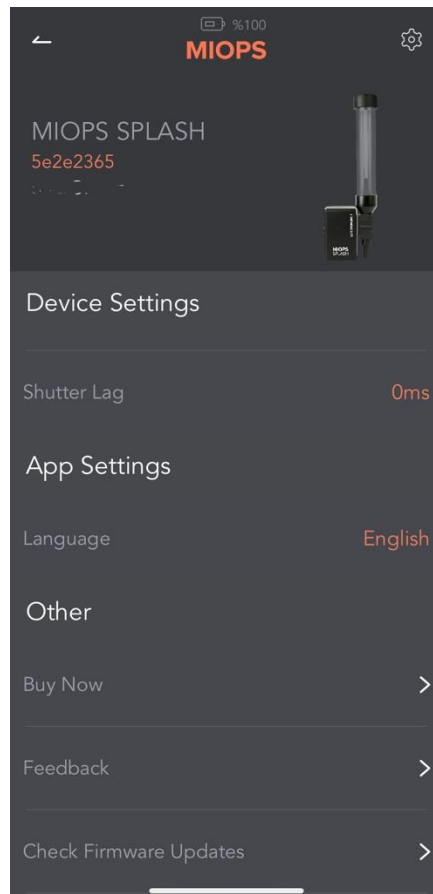 %100
MIOPS
MIOPS SPLASH
5e2e2365
MIOPS
SPLASH
Device Settings
Shutter Lag 0ms
App Settings
Language English
Other
Buy Now
Feedback
Check Firmware Updates